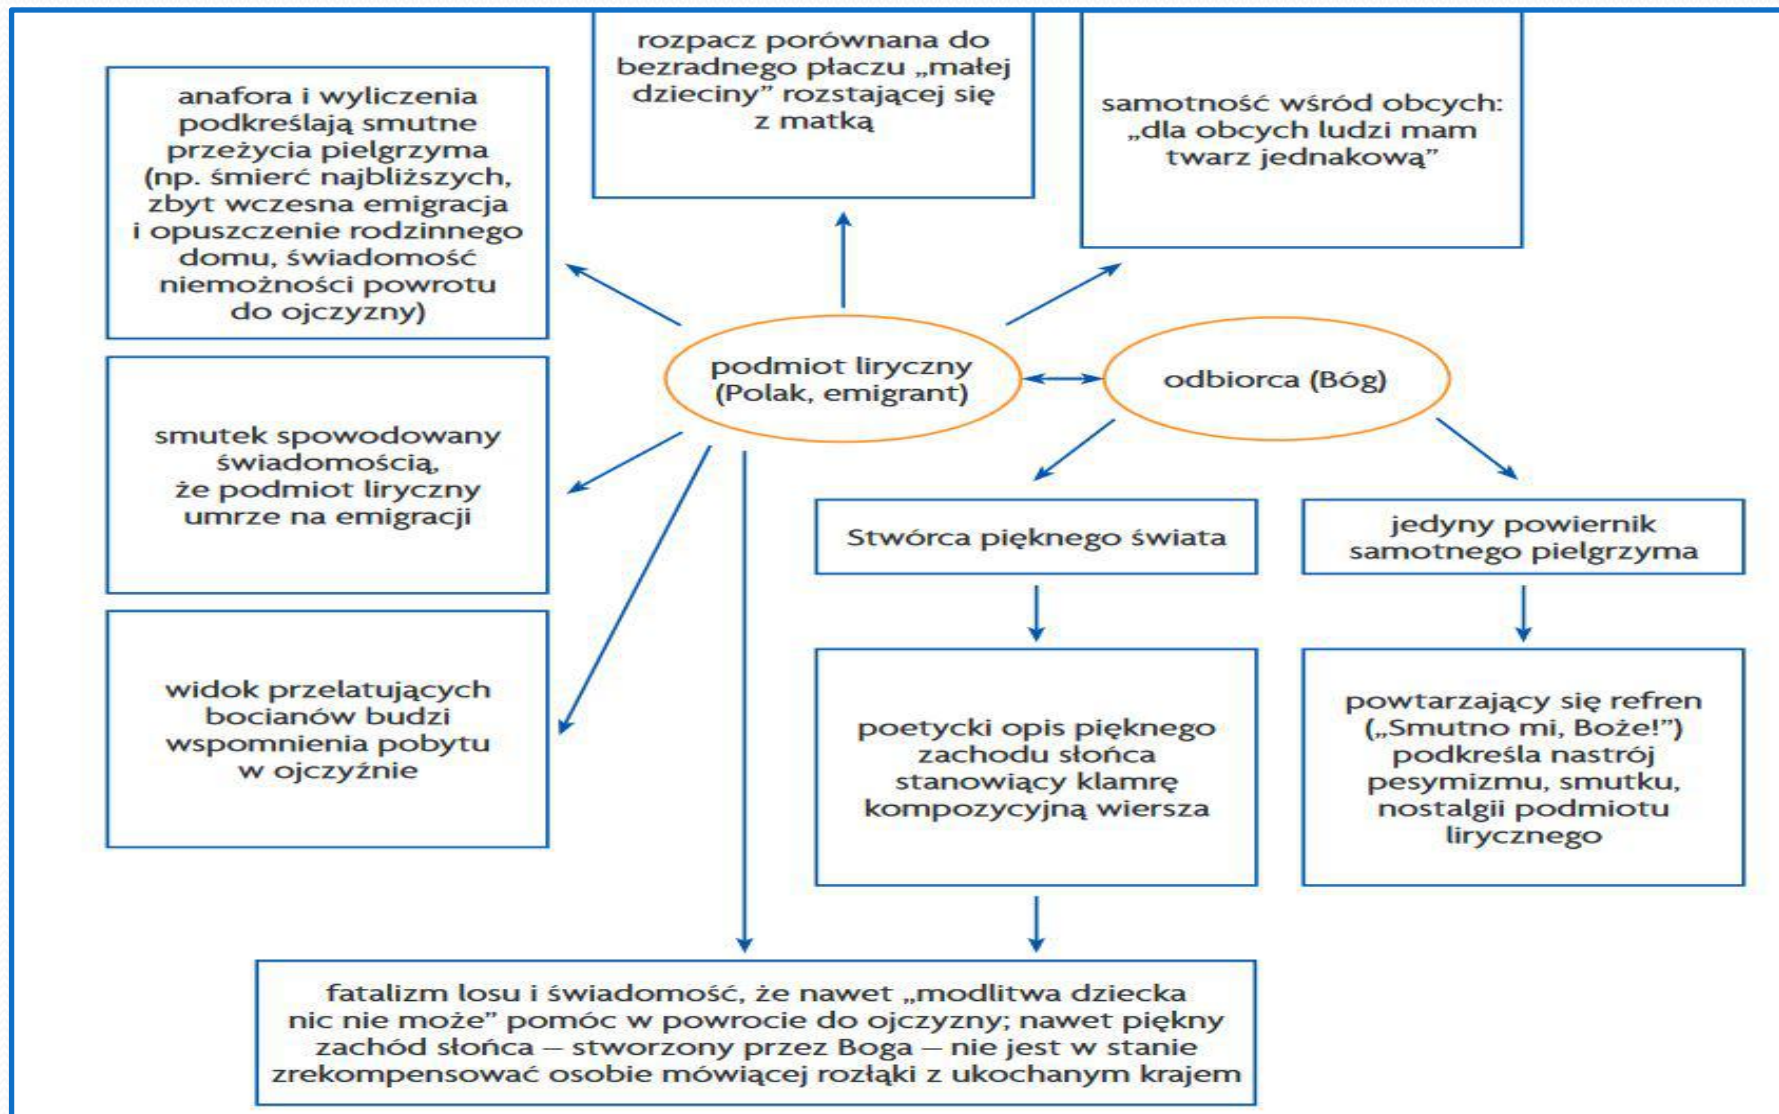 rozpacz porównana do
bezradnego płaczu „małej
dzieciny” rozstającej się
z matką
anafora i wyliczenia
podkreślają smutne
przeżycia pielgrzyma
(np. śmierć najbliższych,
zbyt wczesna emigracja
i opuszczenie rodzinnego
domu, świadomość
niemożności powrotu
do ojczyzny)
samotność wśród obcych:
„dla obcych ludzi mam
twarz jednakową”
podmiot liryczny
(Polak, emigrant)
odbiorca (Bóg)
smutek spowodowany
świadomością,
że podmiot liryczny
umrze na emigracji
Stwórca pięknego świata
jedyny powiernik
samotnego pielgrzyma
widok przelatujących
bocianów budzi
wspomnienia pobytu
w ojczyźnie
poetycki opis pięknego
zachodu słońca
stanowiący klamrę
kompozycyjną wiersza
powtarzający się refren
(„Smutno mi, Boże!”)
podkreśla nastrój
pesymizmu, smutku,
nostalgii podmiotu
lirycznego
fatalizm losu i świadomość, że nawet „modlitwa dziecka
nic nie może” pomóc w powrocie do ojczyzny; nawet piękny
zachód słońca – stworzony przez Boga – nie jest w stanie
zrekompensować osobie mówiącej rozłąki z ukochanym krajem